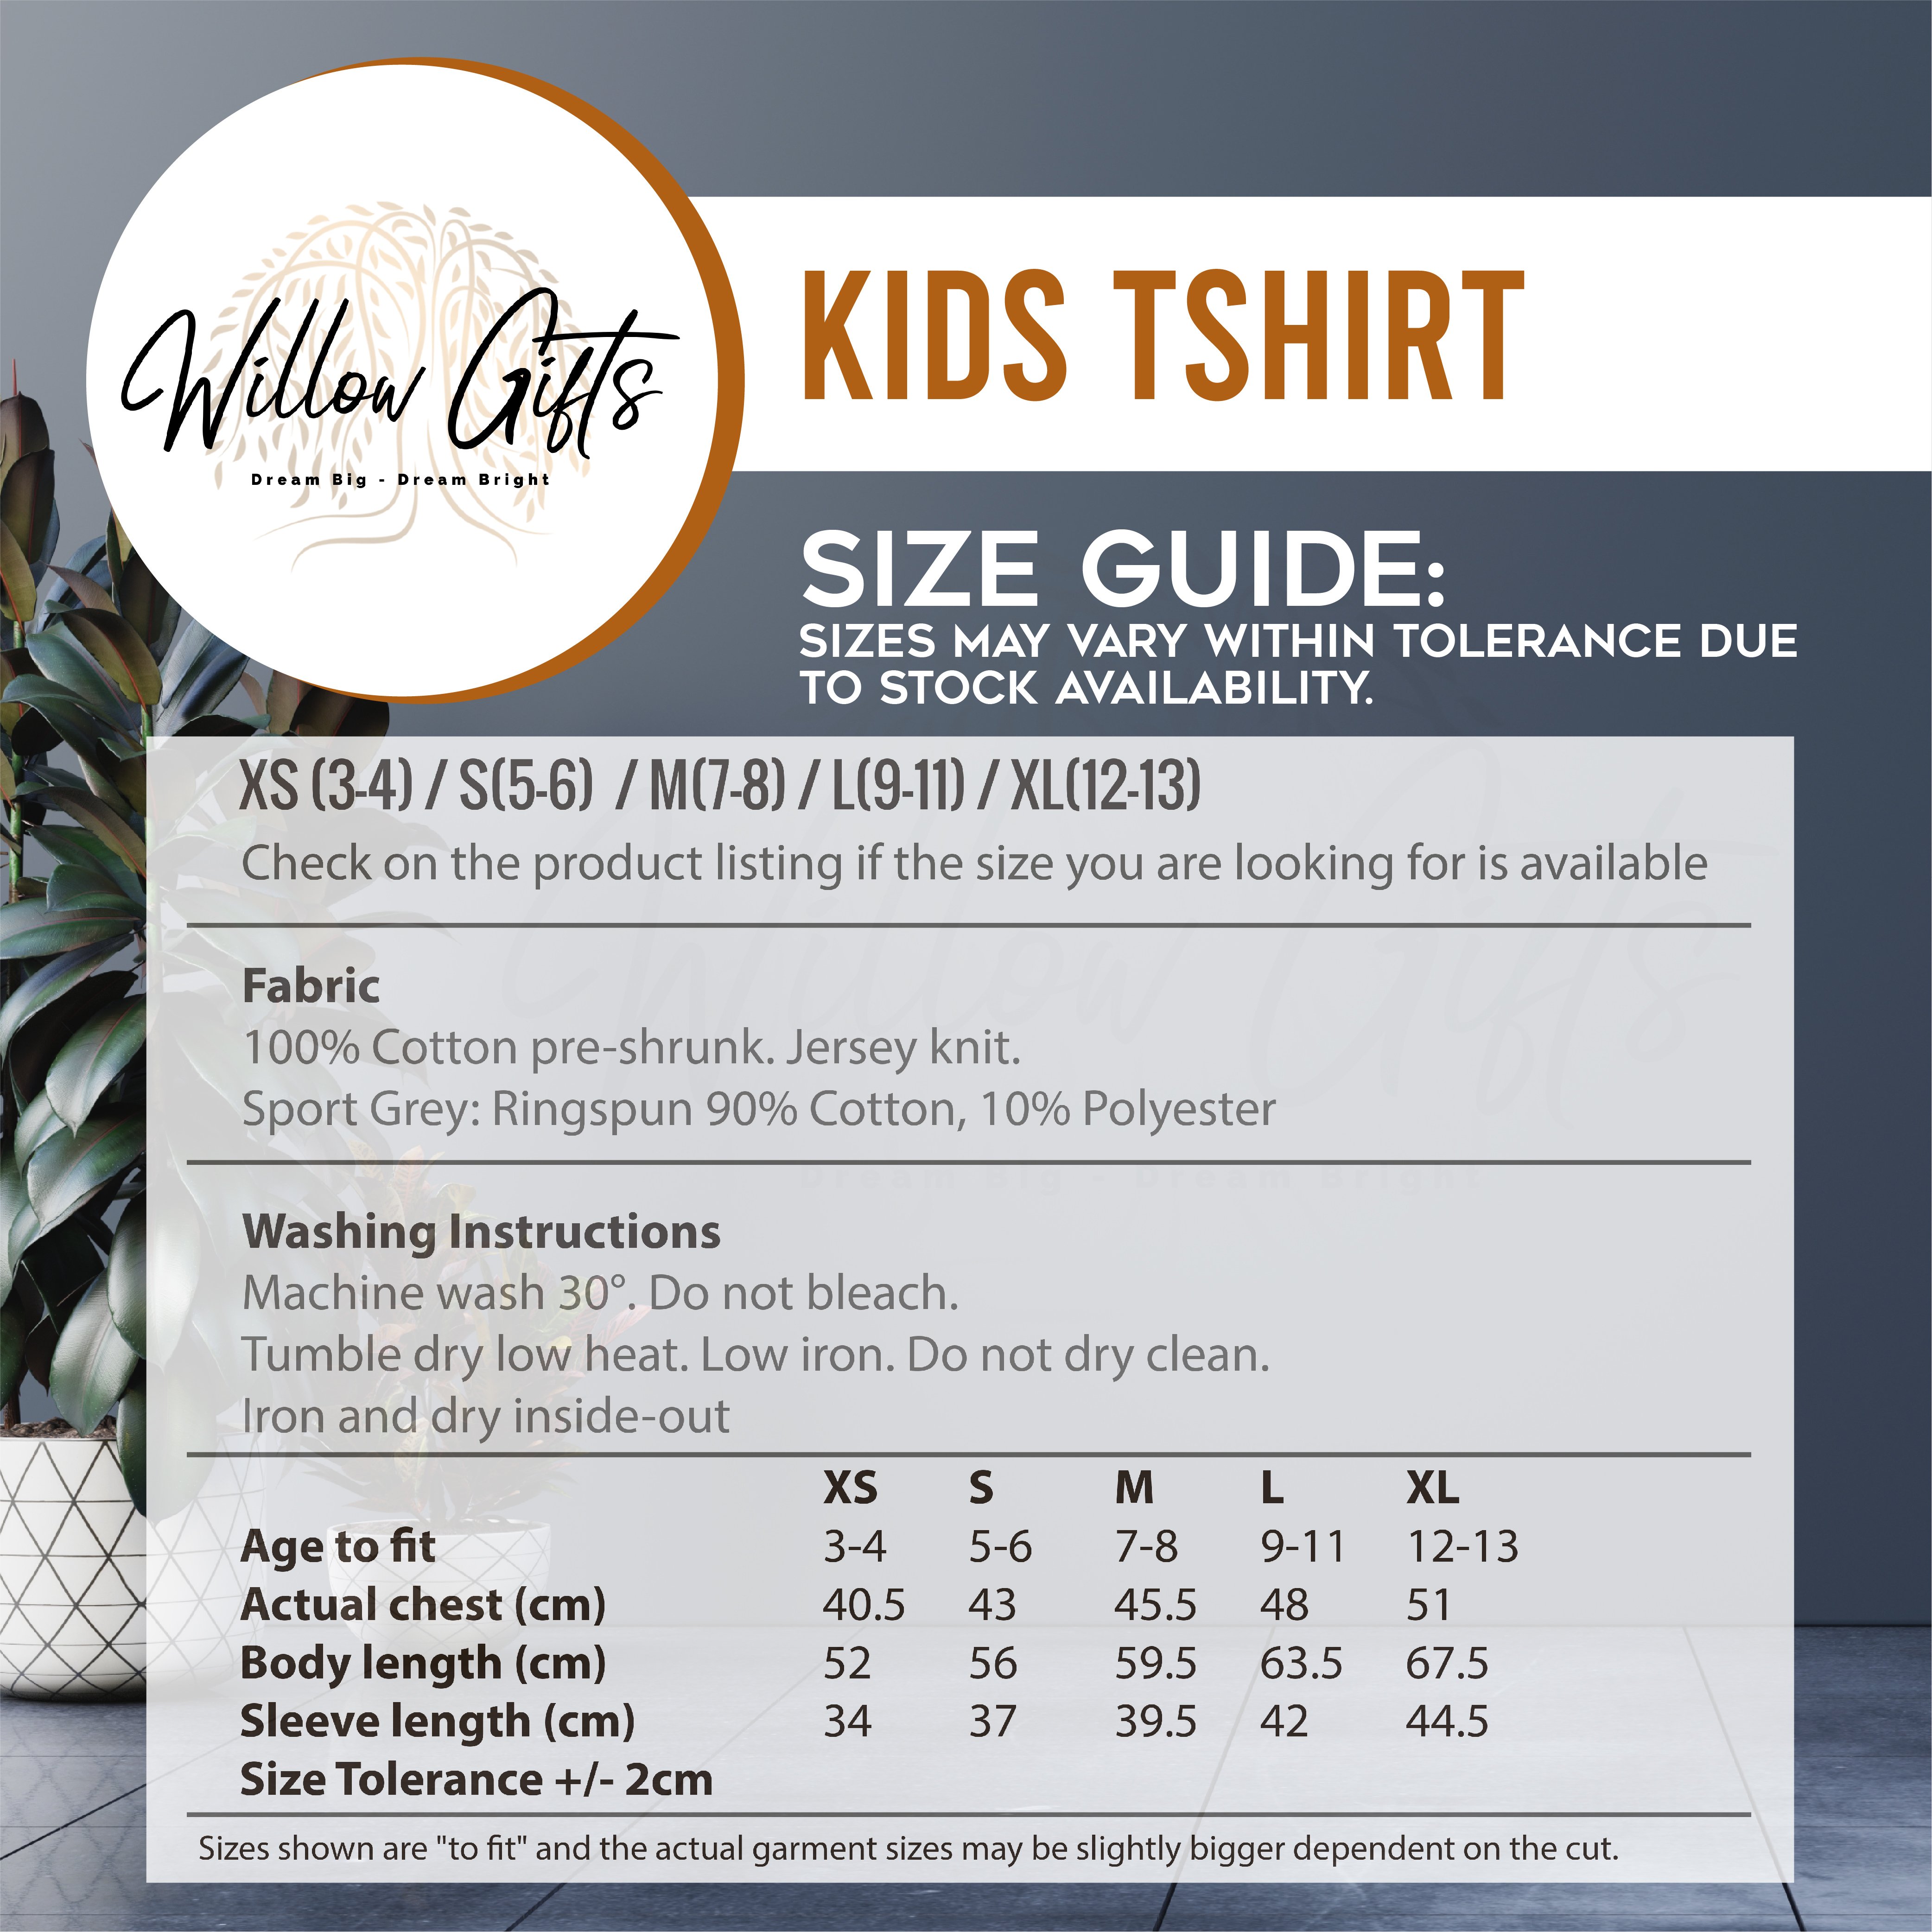 Willow Gifts
Dream Big - Dream Bright
KIDS TSHIRT
SIZE GUIDE:
SIZES MAY VARY WITHIN TOLERANCE DUE
TO STOCK AVAILABILITY.
XS (3-4) / S(5-6) / M(7-8) / L(9-11) / XL(12-13)
Check on the product listing if the size you are looking for is available
Fabric
100% Cotton pre-shrunk. Jersey knit.
Sport Grey: Ringspun 90% Cotton, 10% Polyester
Washing Instructions
Machine wash 30°. Do not bleach.
Tumble dry low heat. Low iron. Do not dry clean.
Iron and dry inside-out
XS S M L XL
Age to fit 3-4 5-6 7-8 9-11 12-13
Actual chest (cm) 40.5 43 45.5 48 51
Body length (cm) 52 56 59.5 63.5 67.5
Sleeve length (cm) 34 37 39.5 42 44.5
Size Tolerance +/- 2cm
Sizes shown are "to fit" and the actual garment sizes may be slightly bigger dependent on the cut.
Willow Gifts
Dream Big - Dream Bright